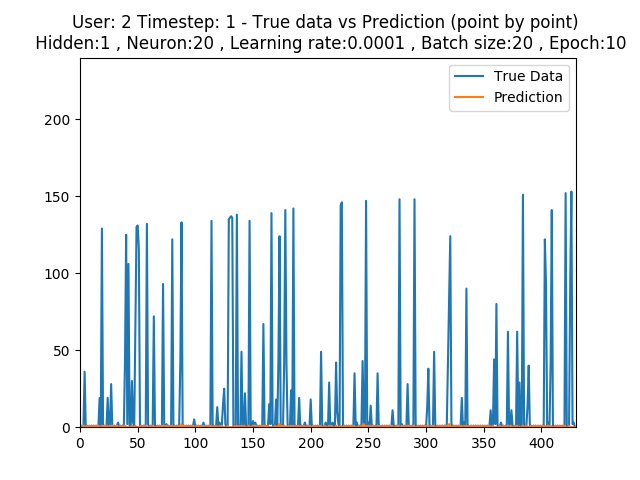 User: 2 Timestep: 1 - True data vs Prediction (point by point)
Hidden:1 , Neuron:20 , Learning rate:0.0001 , Batch size:20 , Epoch:10
True Data
Prediction
200
150
100
50
0
0 50 100 150 200 250 300 350 400